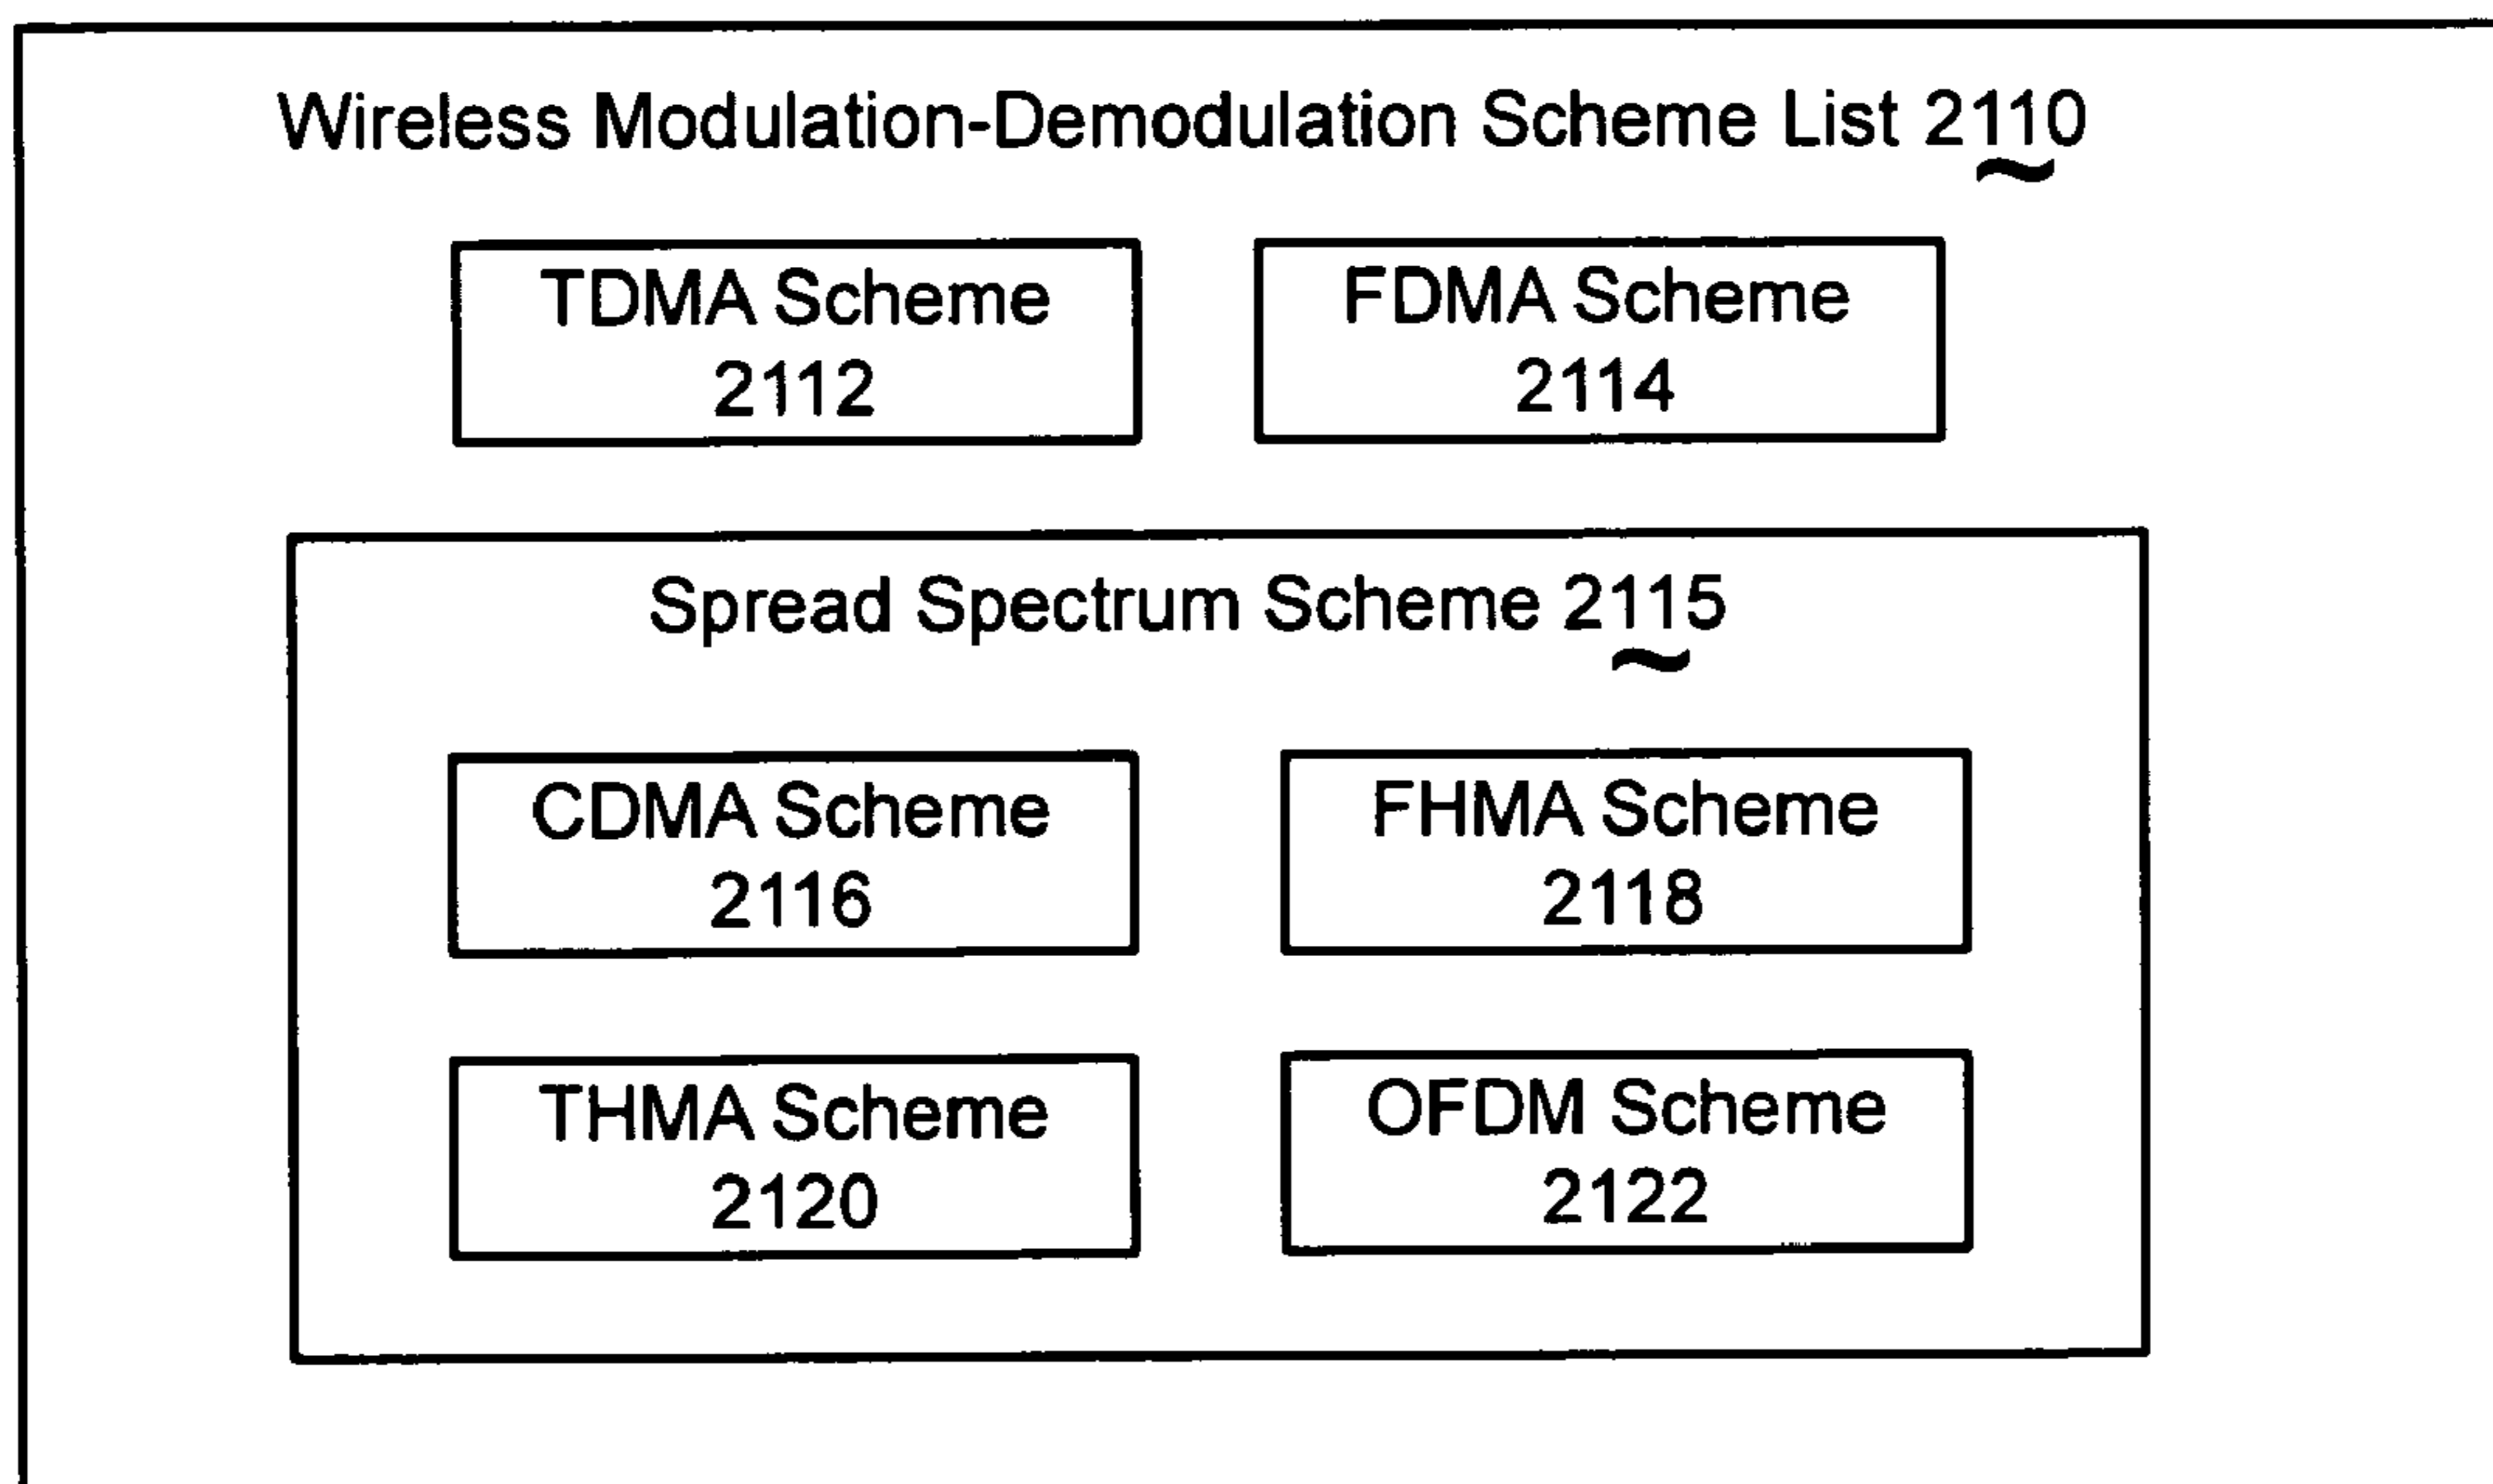 Wireless Modulation-Demodulation Scheme List 2110
TDMA Scheme
2112
FDMA Scheme
2114
Spread Spectrum Scheme 2115
CDMA Scheme
2116
FHMA Scheme
2118
THMA Scheme
2120
OFDM Scheme
2122